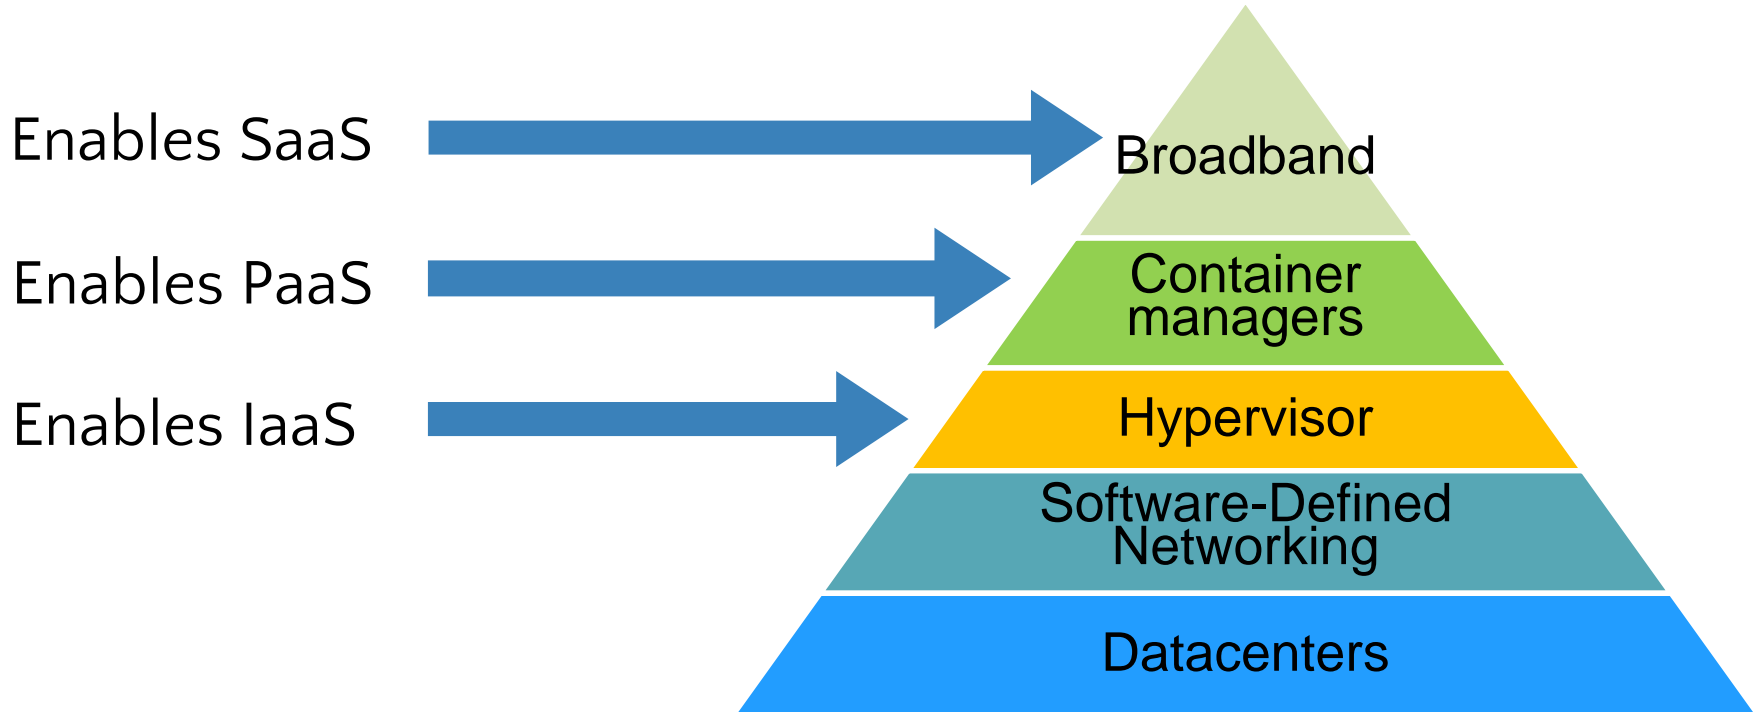 Enables SaaS
Broadband
Enables PaaS
Container
managers
Enables IaaS
Hypervisor
Software-Defined
Networking
Datacenters